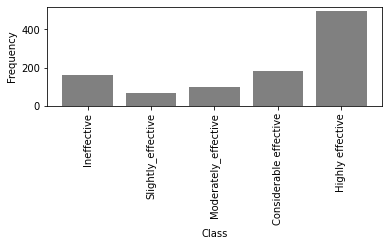 400
200
0
Frequency
Ineffective
Slightly_effective
Moderately_effective
Considerable effective
Highly effective
Class